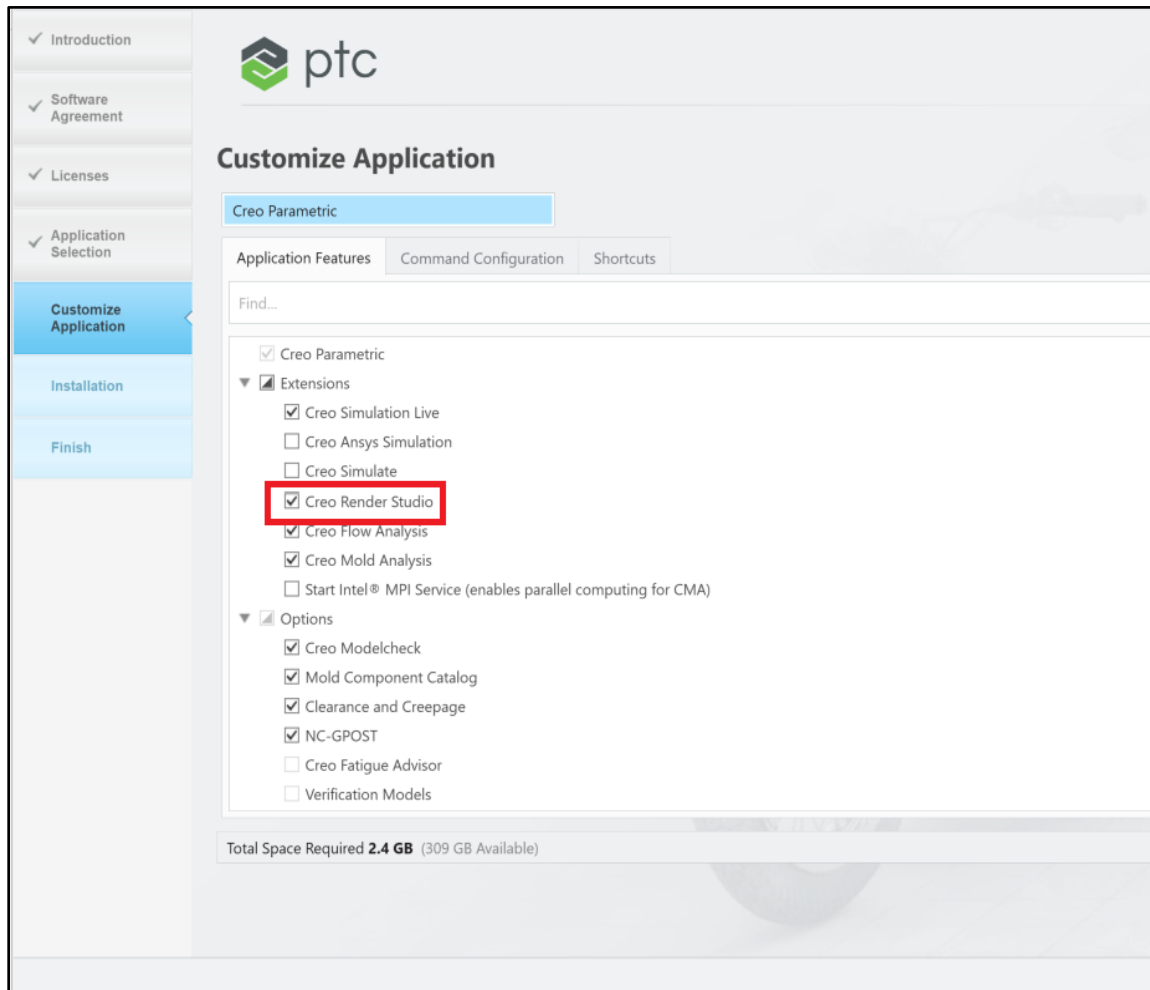 Introduction
Software
Agreement
Licenses
Application
Selection
Customize
Application
Installation
Finish
ptc
Customize Application
Creo Parametric
Application Features Command Configuration Shortcuts
Find...
Creo Parametric
Extensions
Creo Simulation Live
Creo Ansys Simulation
Creo Simulate
Creo Render Studio
Creo Flow Analysis
Creo Mold Analysis
Start Intel® MPI Service (enables parallel computing for CMA)
Options
Creo Modelcheck
Mold Component Catalog
Clearance and Creepage
NC-GPOST
Creo Fatigue Advisor
Verification Models
Total Space Required 2.4 GB (309 GB Available)